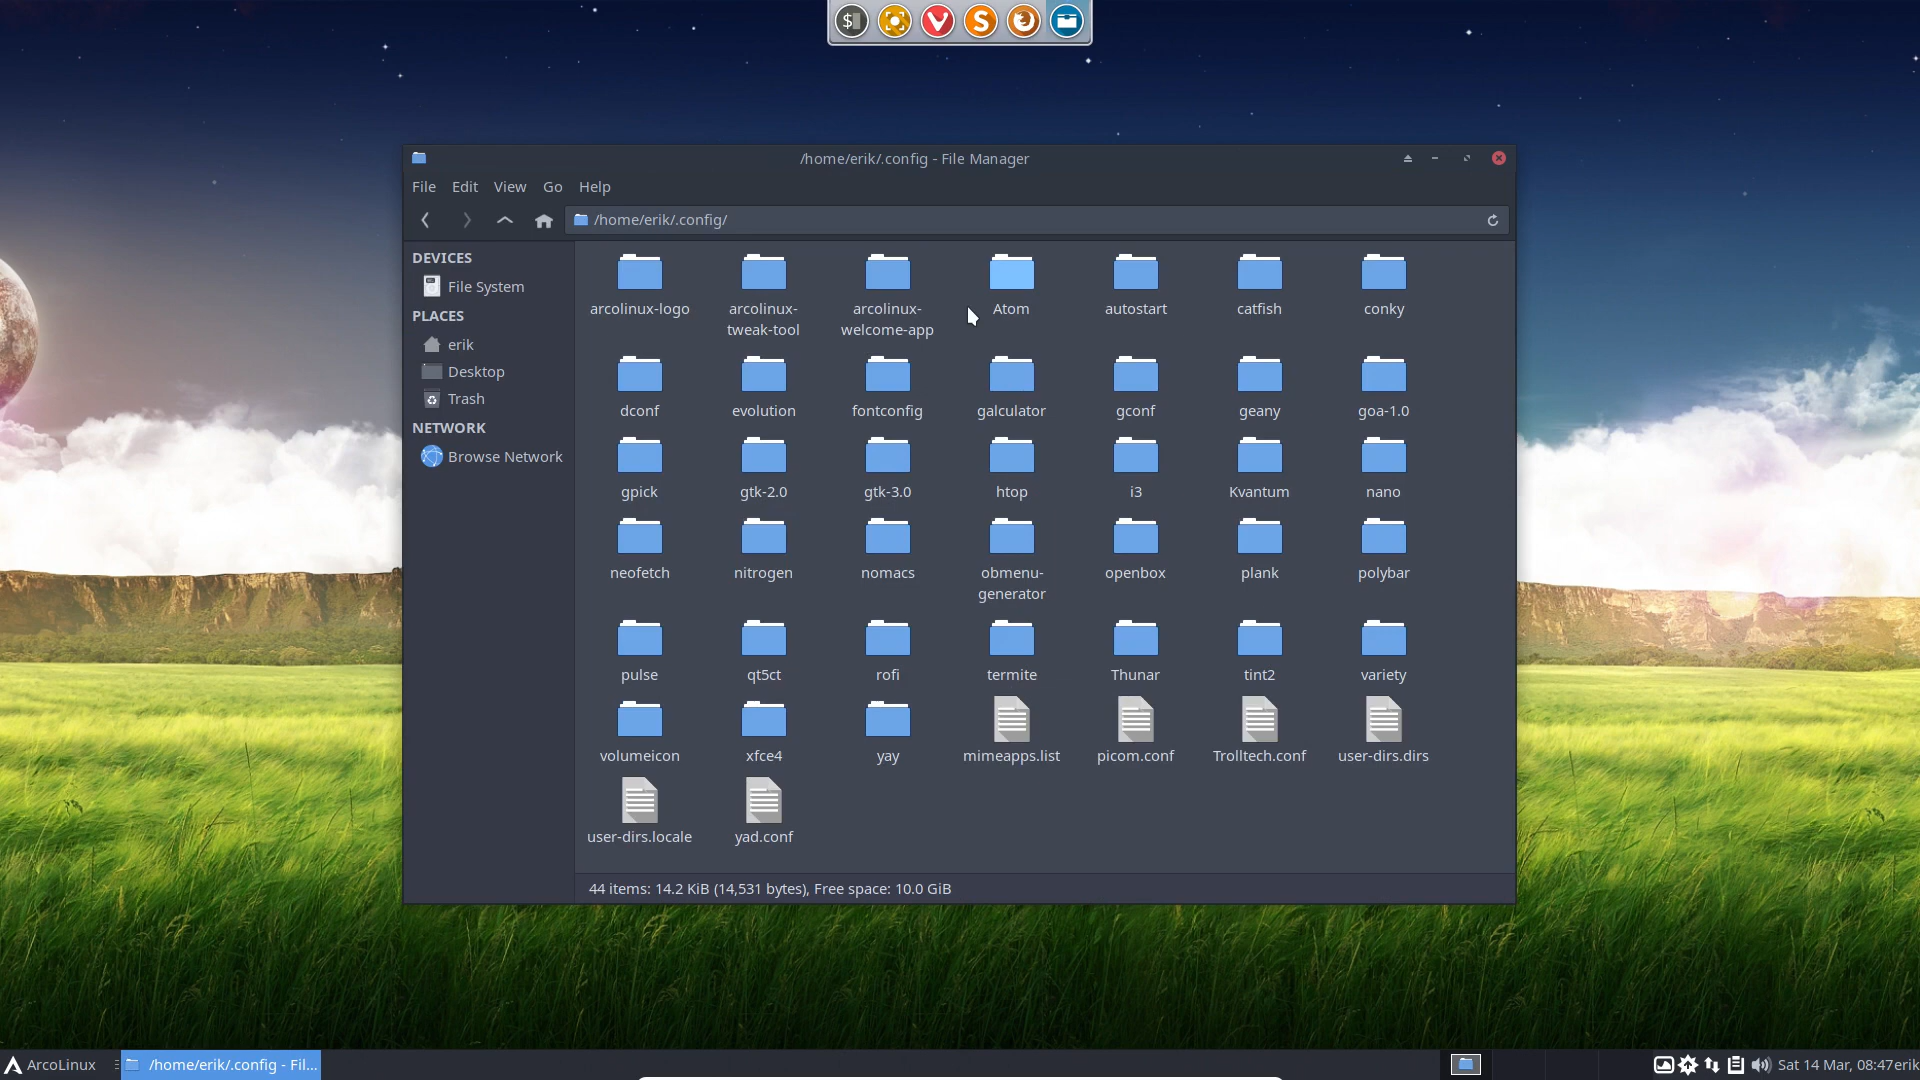 $
S
/home/erik/.config - File Manager
File Edit View Go Help
/home/erik/.config/
DEVICES
File System
PLACES
erik
Desktop
Trash
NETWORK
Browse Network
arcolinux-logo
arcolinux-
tweak-tool
arcolinux-
welcome-app
Atom
autostart
catfish
conky
dconf
evolution
fontconfig
galculator
gconf
geany
goa-1.0
gpick
gtk-2.0
gtk-3.0
htop
i3
Kvantum
nano
neofetch
nitrogen
nomacs
obmenu-
generator
openbox
plank
polybar
pulse
qt5ct
rofi
termite
Thunar
tint2
variety
volumeicon
xfce4
yay
mimeapps.list
picom.conf
Trolltech.conf
user-dirs.dirs
user-dirs.locale
yad.conf
44 items: 14.2 KiB (14,531 bytes), Free space: 10.0 GiB
ArcoLinux
/home/erik/.config - Fil...
Sat 14 Mar, 08:47erik